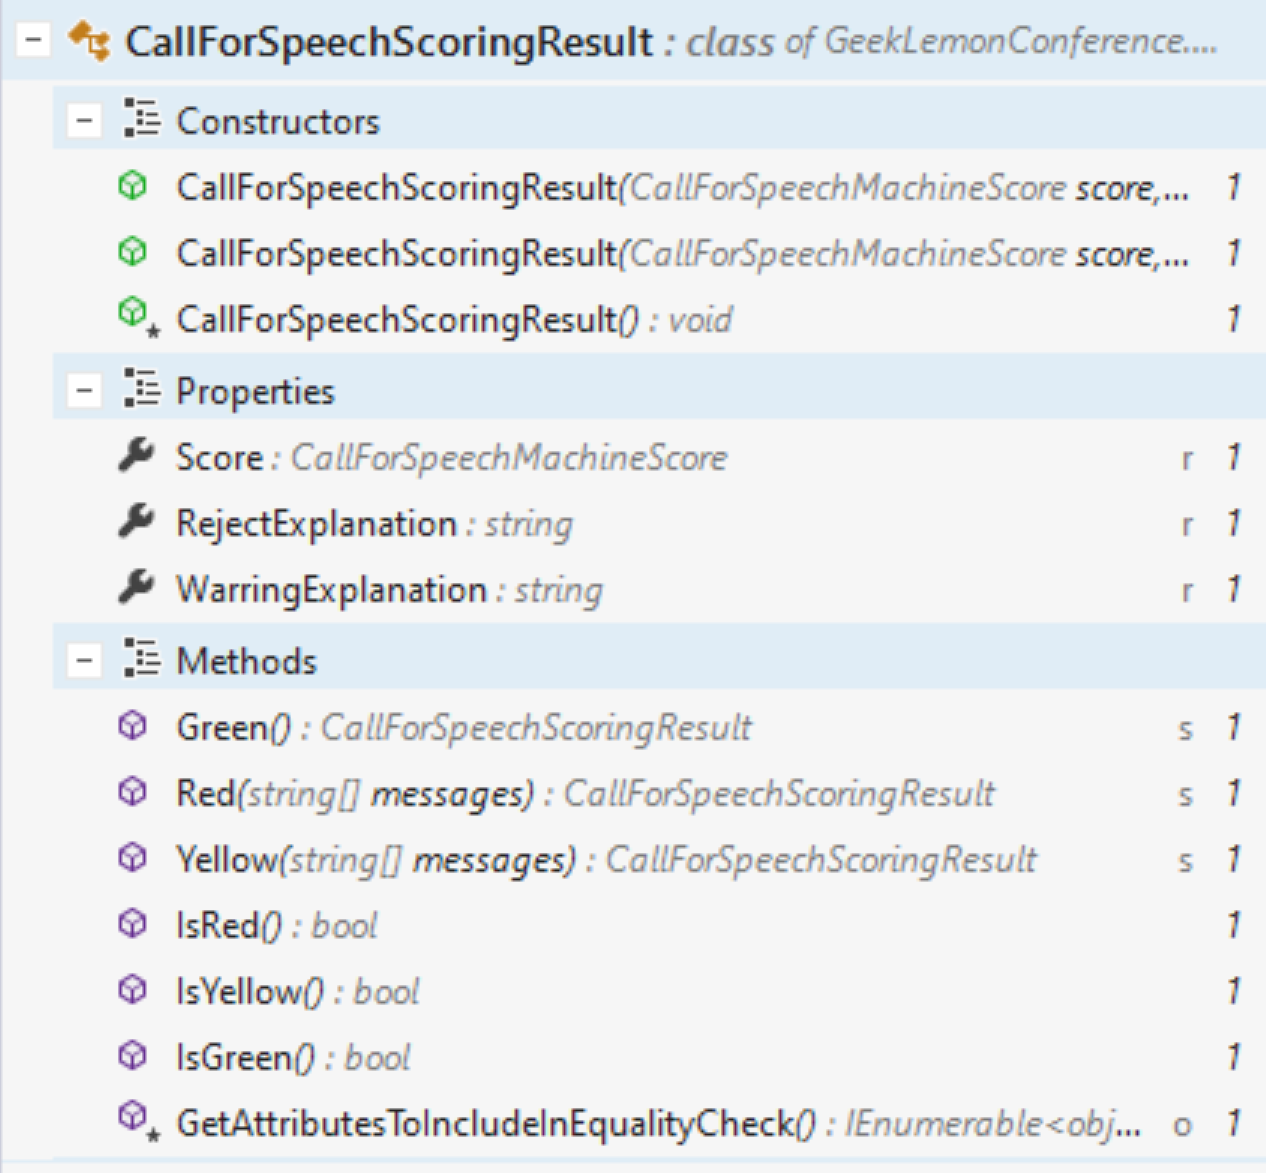 CallForSpeechScoringResult : class of GeekLemonConference....
Constructors
CallForSpeechScoringResult(CallForSpeechMachineScore score,... 1
CallForSpeechScoringResult(CallForSpeechMachineScore score,... 1
CallForSpeechScoringResult() : void 1
Properties
Score : CallForSpeechMachineScore r 1
RejectExplanation : string r 1
WarringExplanation : string r 1
Methods
Green() : CallForSpeechScoringResult s 1
Red(string[] messages) : CallForSpeechScoringResult s 1
Yellow(string[] messages) : CallForSpeechScoringResult s 1
IsRed() : bool 1
IsYellow() : bool 1
IsGreen() : bool 1
GetAttributesToIncludeInEqualityCheck() : IEnumerable<obj... o 1